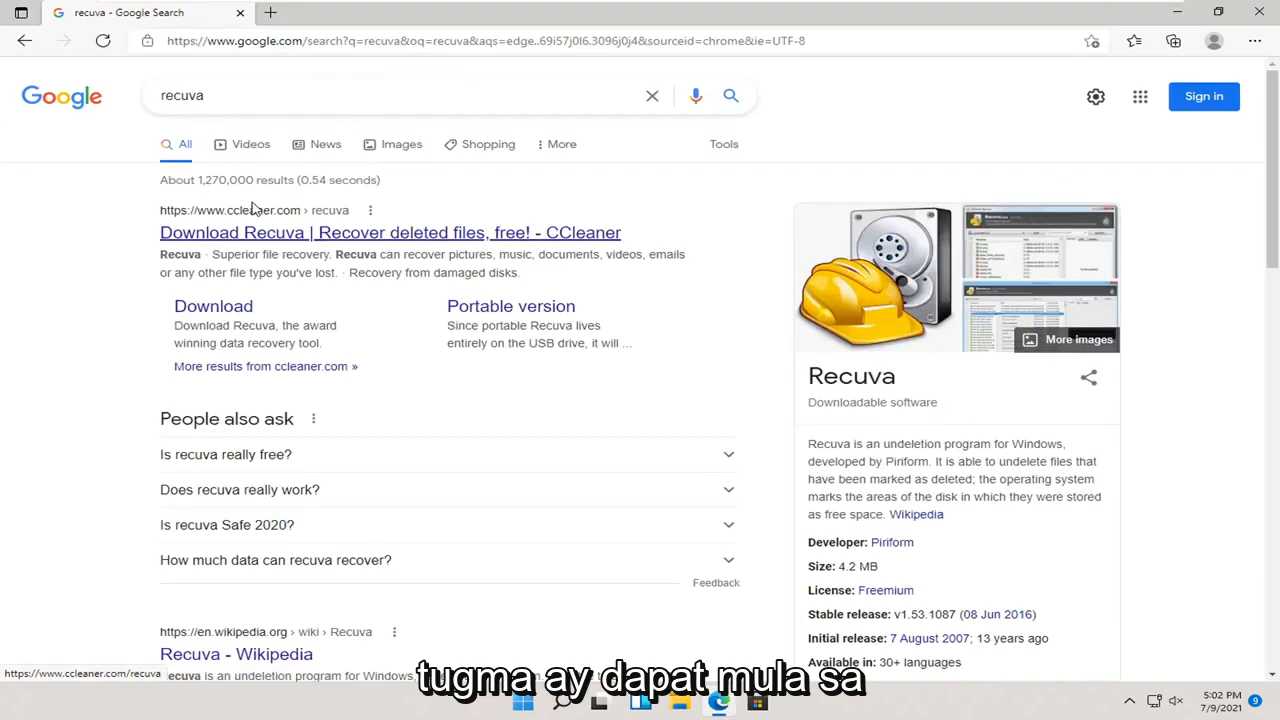 recuva - Google Search
https://www.google.com/search?q=recuva&oq=recuva&aqs=edge..69i57j0l6.3096j0j4&sourceid=chrome&ie=UTF-8
Google
recuva
Sign in
All
Videos
News
Images
Shopping
More
Tools
About 1,270,000 results (0.54 seconds)
https://www.ccleaner.com › recuva
Download Recuva | Recover deleted files, free! - CCleaner
Recuva · Superior file recovery · Recuva can recover pictures, music, documents, videos, emails
or any other file type you've lost. · Recovery from damaged disks.
Download
Download Recuva, the award
winning data recovery tool.
Portable version
Since portable Recuva lives
entirely on the USB drive, it will ...
More results from ccleaner.com »
People also ask
Is recuva really free?
Does recuva really work?
Is recuva Safe 2020?
How much data can recuva recover?
Feedback
https://en.wikipedia.org › wiki › Recuva
Recuva - Wikipedia
Recuva is an undeletion program for Windows,
More images
Recuva
Downloadable software
Recuva is an undeletion program for Windows,
developed by Piriform. It is able to undelete files that
have been marked as deleted; the operating system
marks the areas of the disk in which they were stored
as free space. Wikipedia
Developer: Piriform
Size: 4.2 MB
License: Freemium
Stable release: v1.53.1087 (08 Jun 2016)
Initial release: 7 August 2007; 13 years ago
Available in: 30+ languages
https://www.ccleaner.com/recuva
tugma ay dapat mula sa
5:02 PM
7/9/2021
9